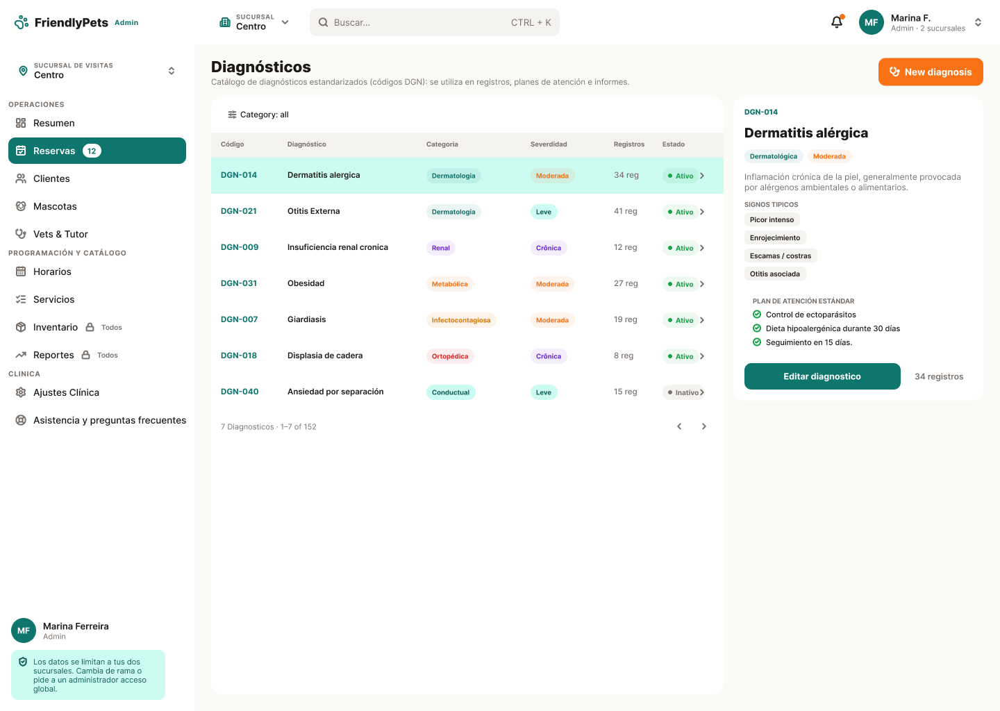 FriendlyPets Admin
SUCURSAL
Centro
Buscar...
CTRL + K
MF
Marina F.
Admin · 2 sucursales
SUCURSAL DE VISITAS
Centro
OPERACIONES
Resumen
Reservas 12
Clientes
Mascotas
Vets & Tutor
PROGRAMACIÓN Y CATÁLOGO
Horarios
Servicios
Inventario Todos
Reportes Todos
CLINICA
Ajustes Clínica
Asistencia y preguntas frecuentes
MF
Marina Ferreira
Admin
Los datos se limitan a tus dos
sucursales. Cambia de rama o
pide a un administrador acceso
global.
Diagnósticos
Catálogo de diagnósticos estandarizados (códigos DGN): se utiliza en registros, planes de atención e informes.
New diagnosis
Category: all
Código Diagnóstico Categoria Severdidad Registros Estado
DGN-014 Dermatitis alergica Dermatologia Moderada 34 reg Ativo
DGN-021 Otitis Externa Dermatologia Leve 41 reg Ativo
DGN-009 Insuficiencia renal cronica Renal Crônica 12 reg Ativo
DGN-031 Obesidad Metabólica Moderada 27 reg Ativo
DGN-007 Giardiasis Infectocontagiosa Moderada 19 reg Ativo
DGN-018 Displasia de cadera Ortopédica Crônica 8 reg Ativo
DGN-040 Ansiedad por separación Conductual Leve 15 reg Inativo
7 Diagnosticos · 1–7 of 152
DGN-014
Dermatitis alérgica
Dermatológica Moderada
Inflamación crónica de la piel, generalmente provocada
por alérgenos ambientales o alimentarios.
SIGNOS TIPICOS
Picor intenso
Enrojecimiento
Escamas / costras
Otitis asociada
PLAN DE ATENCIÓN ESTÁNDAR
Control de ectoparásitos
Dieta hipoalergénica durante 30 días
Seguimiento en 15 días.
Editar diagnostico
34 registros